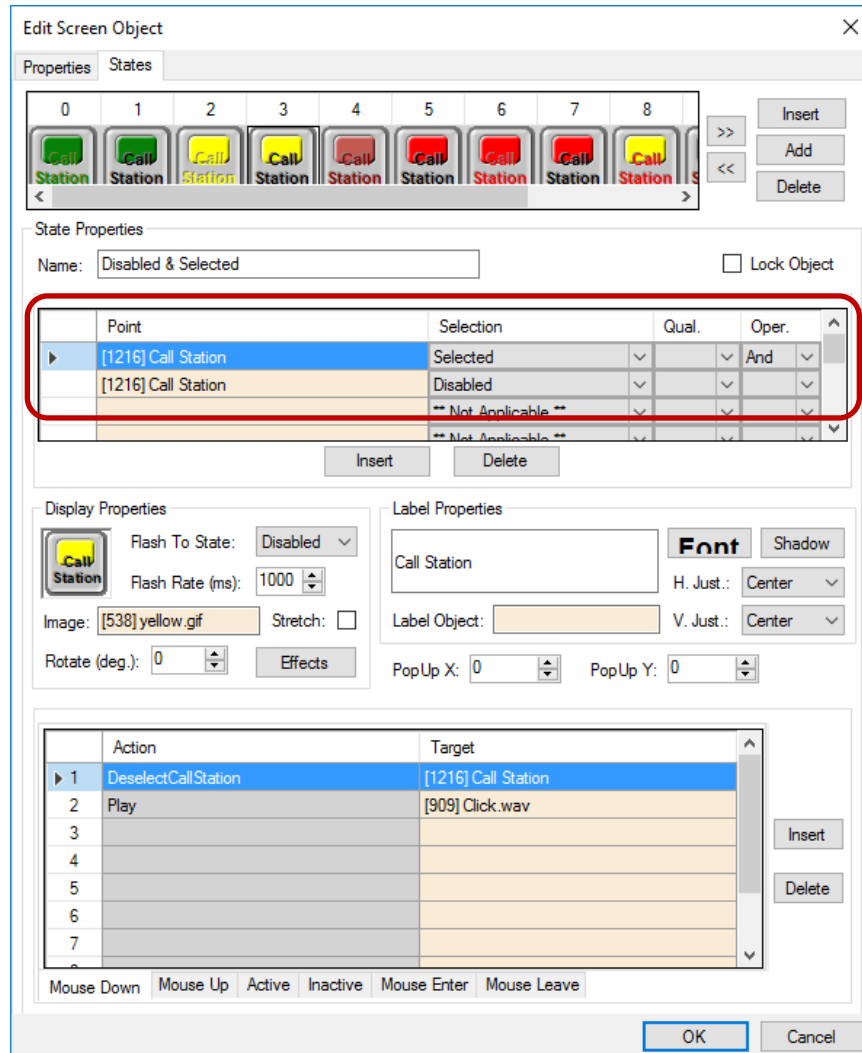 Edit Screen Object
Properties States
0 1 2 3 4 5 6 7 8
Call Call Call Call Call Call Call Call Call
Station Station Station Station Station Station Station Station Station S
>> Insert
<< Add
Delete
State Properties
Name: Disabled & Selected Lock Object
Point Selection Qual. Oper.
[1216] Call Station Selected And
[1216] Call Station Disabled
** Not Applicable **
** Not Applicable **
Insert Delete
Display Properties
Call
Station
Flash To State: Disabled
Flash Rate (ms): 1000
Image: [538] yellow.gif Stretch:
Rotate (deg.): 0 Effects
Label Properties
Call Station
Font Shadow
H. Just.: Center
Label Object: V. Just.: Center
PopUp X: 0 PopUp Y: 0
Action Target
1 DeselectCallStation [1216] Call Station
2 Play [909] Click.wav
3
4
5
6
7
Insert
Delete
Mouse Down Mouse Up Active Inactive Mouse Enter Mouse Leave
OK Cancel